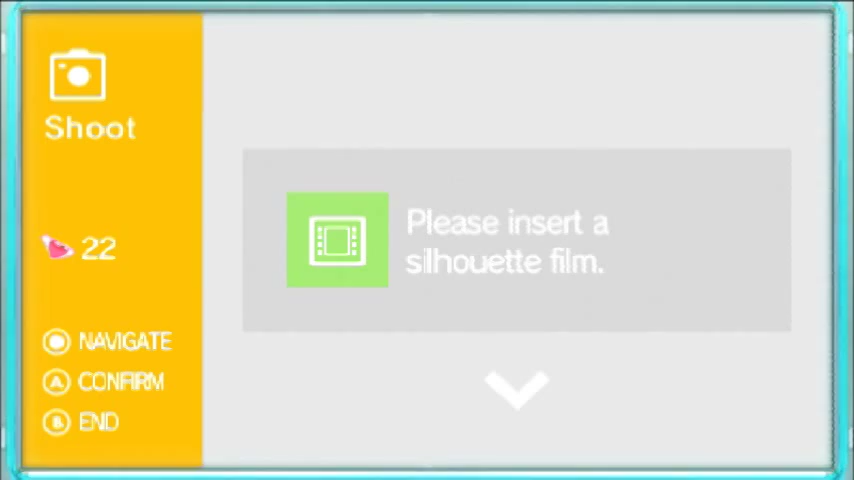 Shoot
22
NAVIGATE
A CONFIRM
B END
Please insert a
silhouette film.